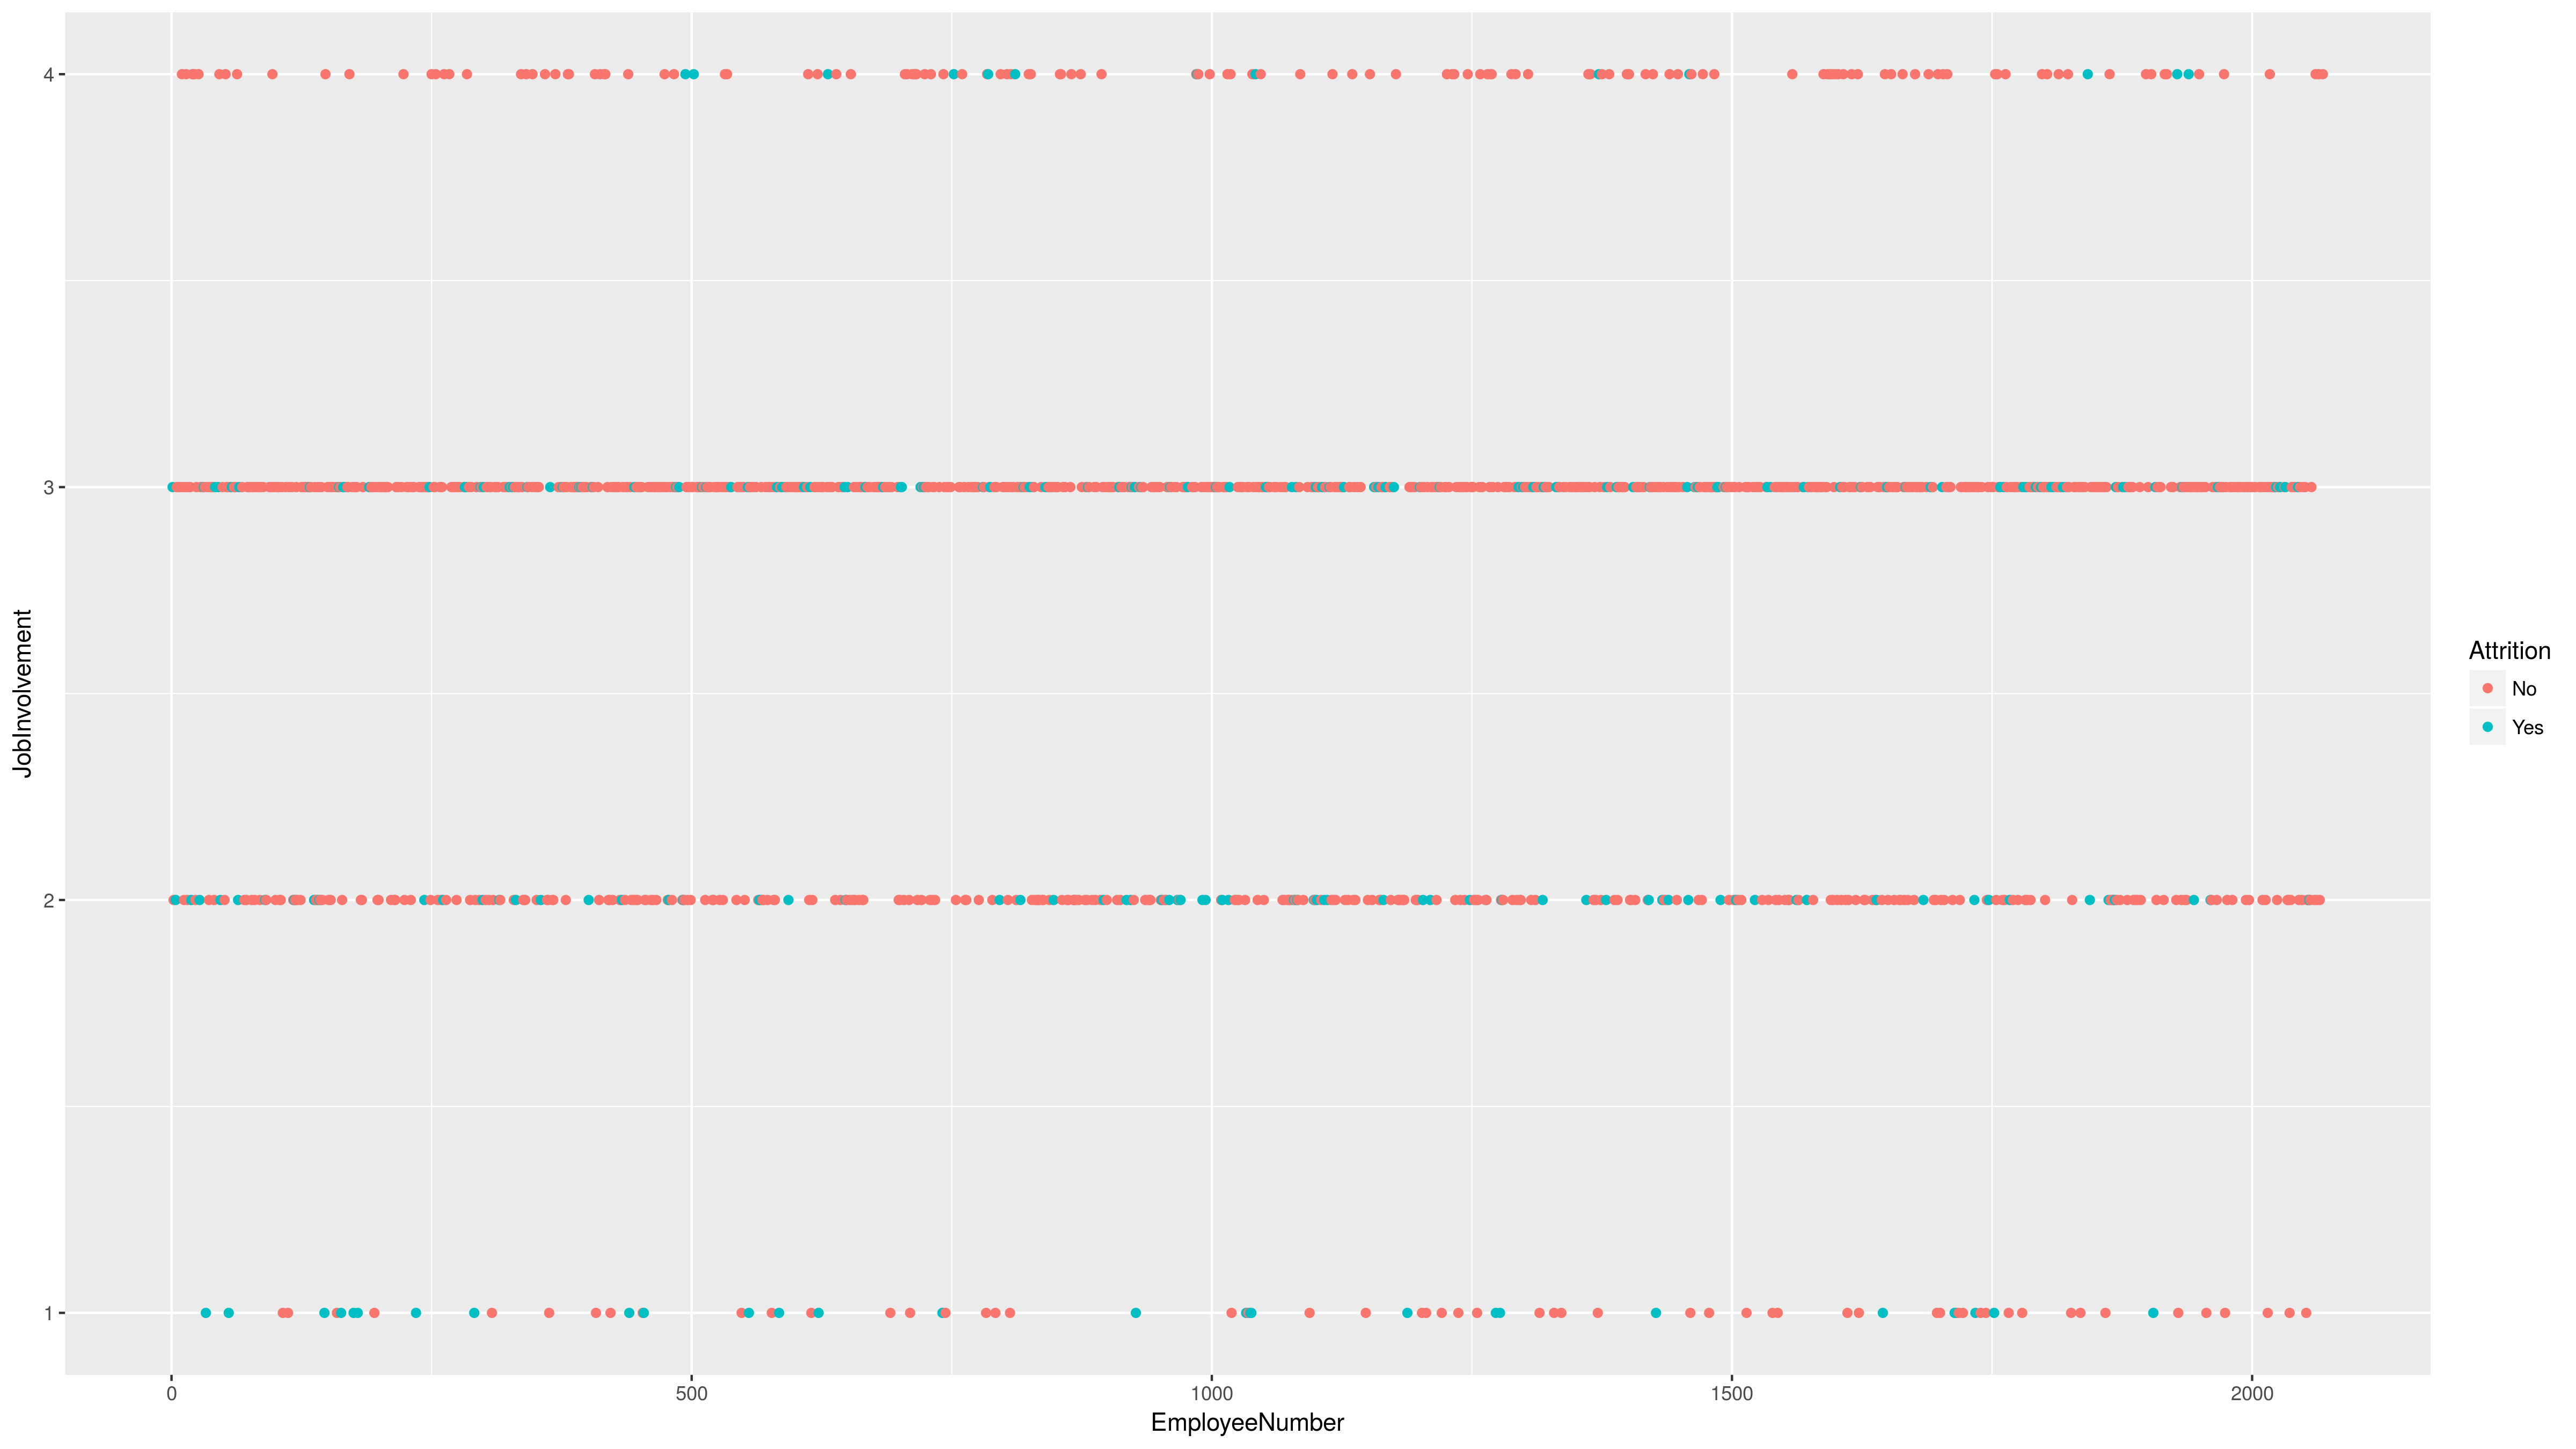 4
3
2
1
JobInvolvement
0
500
1000
1500
2000
EmployeeNumber
Attrition
No
Yes